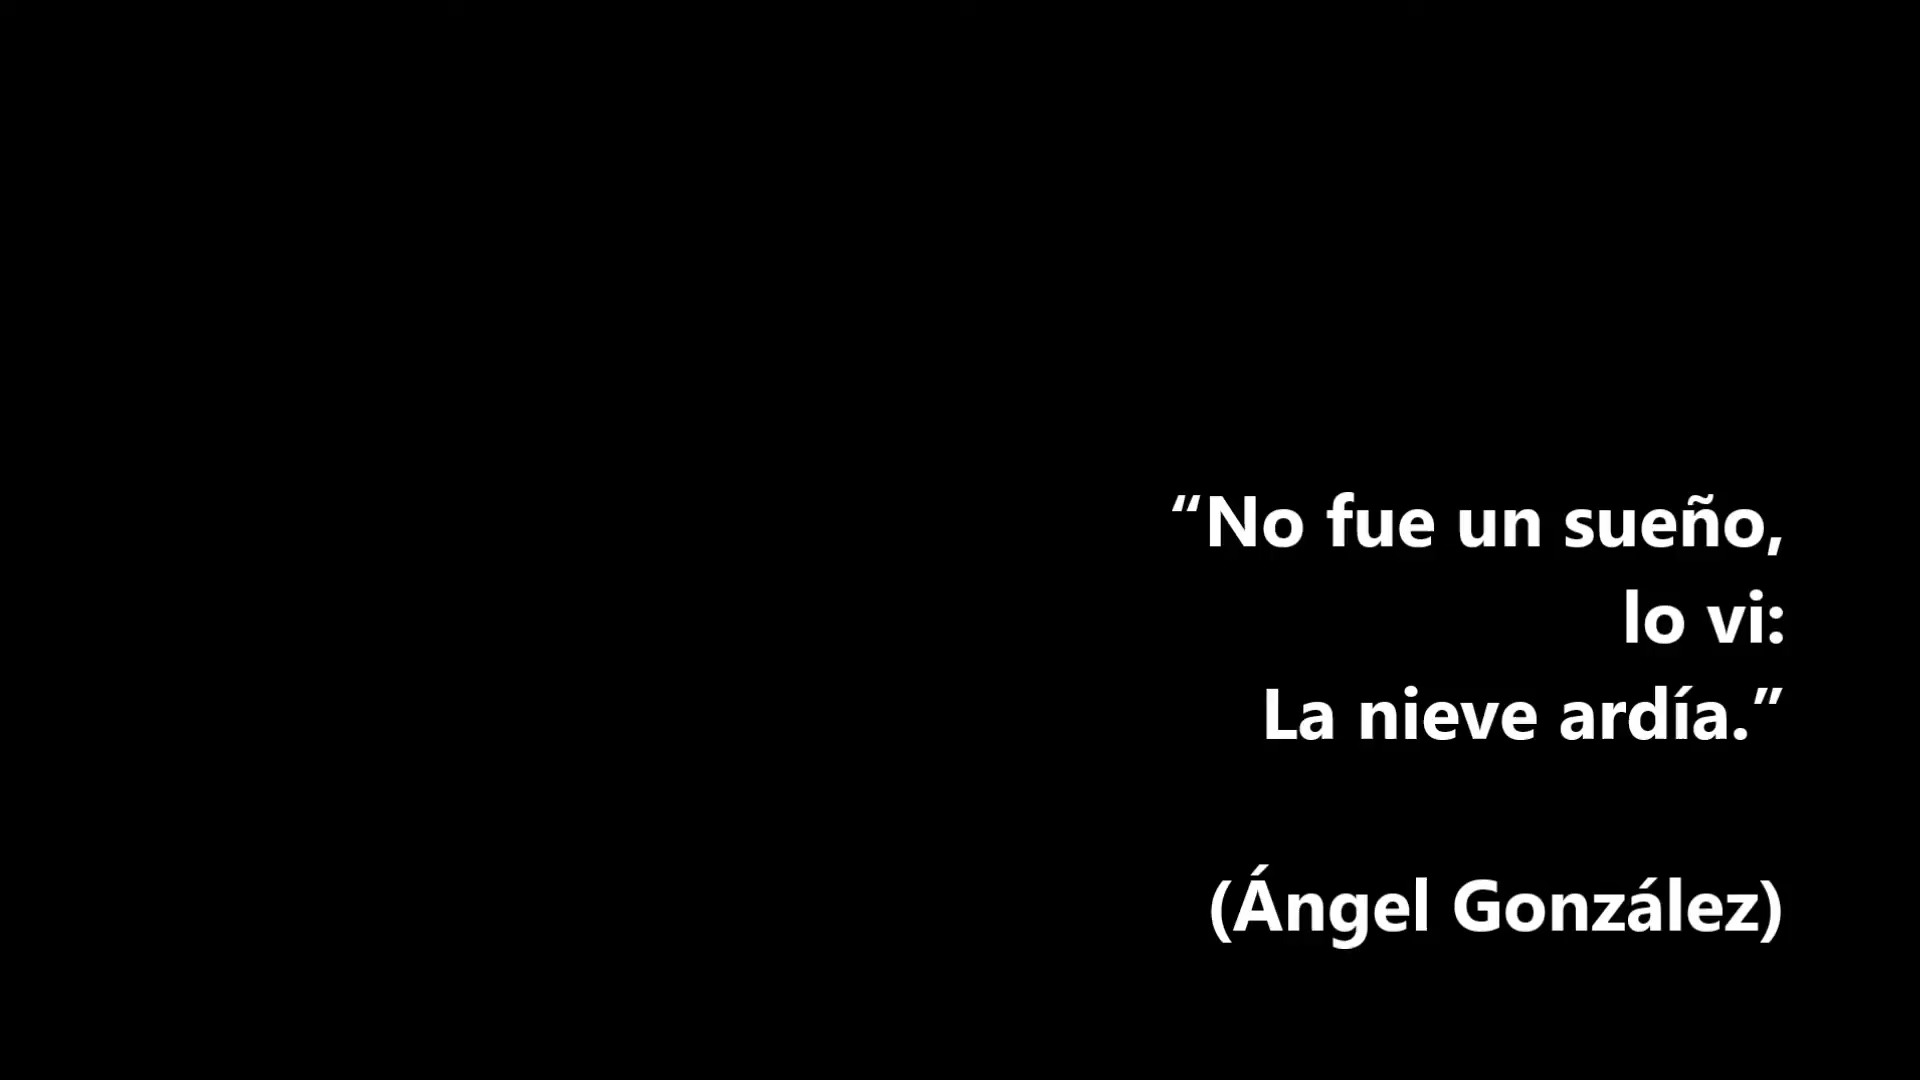 “No fue un sueño,
lo vi:
La nieve ardía.”
(Ángel González)